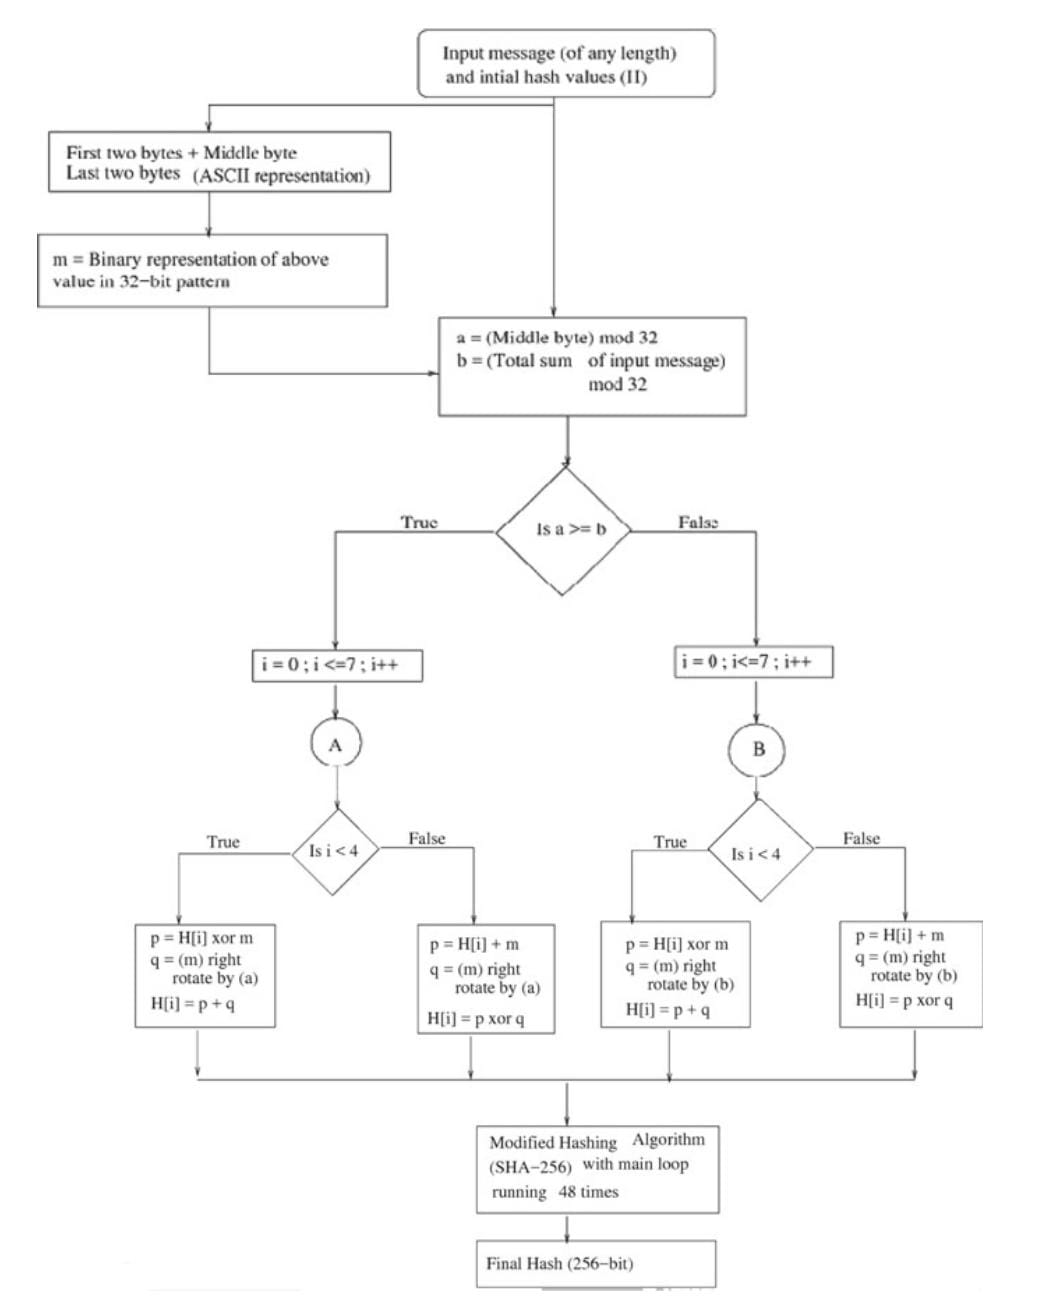 Input message (of any length)
and intial hash values (II)
First two bytes + Middle byte
Last two bytes (ASCII representation)
m = Binary representation of above
value in 32-bit pattern
a = (Middle byte) mod 32
b = (Total sum of input message)
mod 32
Is a >= b
True
False
i = 0 ; i <=7 ; i++
i = 0 ; i<=7 ; i++
A
B
Is i < 4
True
False
Is i < 4
True
False
p = H[i] xor m
q = (m) right
rotate by (a)
H[i] = p + q
p = H[i] + m
q = (m) right
rotate by (a)
H[i] = p xor q
p = H[i] xor m
q = (m) right
rotate by (b)
H[i] = p + q
p = H[i] + m
q = (m) right
rotate by (b)
H[i] = p xor q
Modified Hashing Algorithm
(SHA-256) with main loop
running 48 times
Final Hash (256-bit)